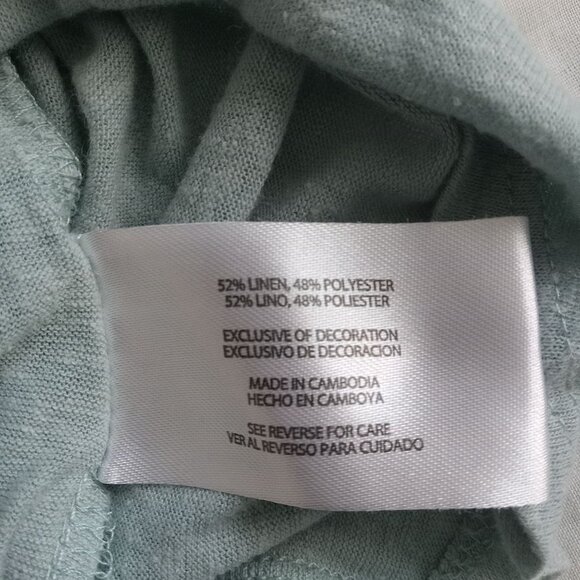 52% LINEN, 48% POLYESTER
52% LINO, 48% POLIESTER
EXCLUSIVE OF DECORATION
EXCLUSIVO DE DECORACION
MADE IN CAMBODIA
HECHO EN CAMBOYA
SEE REVERSE FOR CARE
VER AL REVERSO PARA CUIDADO